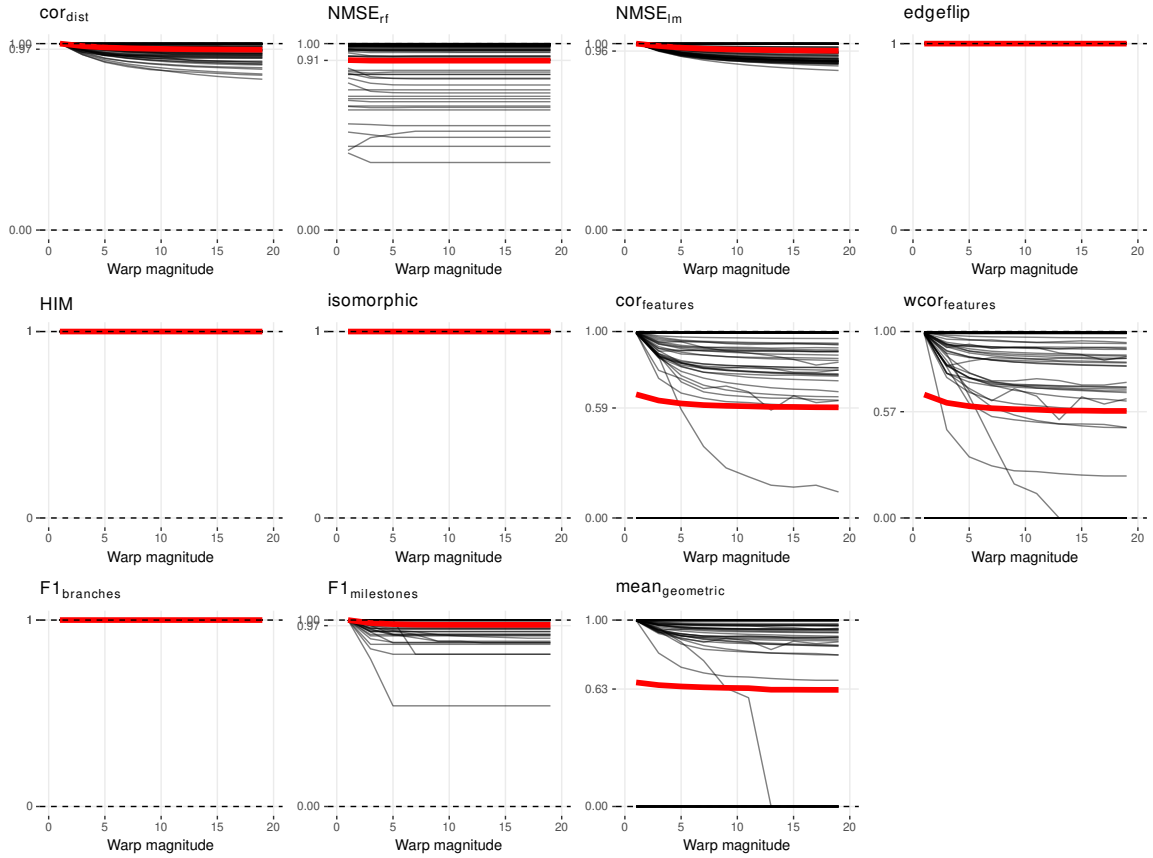 cor_dist
1.00
0.97
0.00
0 5 10 15 20
Warp magnitude
NMSE_rf
1.00
0.91
0.00
0 5 10 15 20
Warp magnitude
NMSE_lm
1.00
0.96
0.00
0 5 10 15 20
Warp magnitude
edgeflip
1
0
0 5 10 15 20
Warp magnitude
HIM
1
0
0 5 10 15 20
Warp magnitude
isomorphic
1
0
0 5 10 15 20
Warp magnitude
cor_features
1.00
0.59
0.00
0 5 10 15 20
Warp magnitude
wcor_features
1.00
0.57
0.00
0 5 10 15 20
Warp magnitude
F1_branches
1
0
0 5 10 15 20
Warp magnitude
F1_milestones
1.00
0.97
0.00
0 5 10 15 20
Warp magnitude
mean_geometric
1.00
0.63
0.00
0 5 10 15 20
Warp magnitude